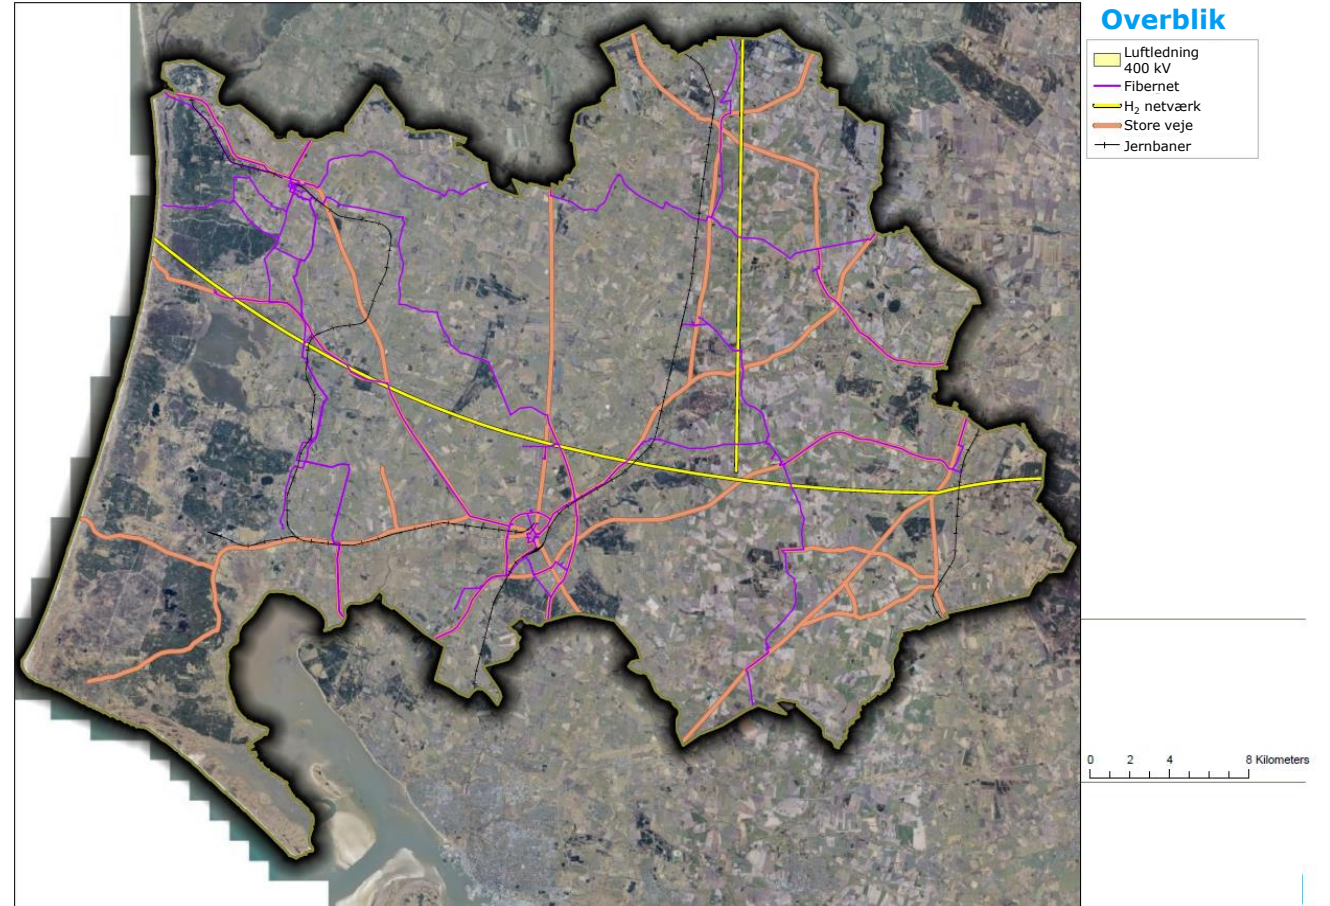 Overblik
Luftledning
400 kV
Fibernet
H₂ netværk
Store veje
Jernbaner
0 2 4 8 Kilometers